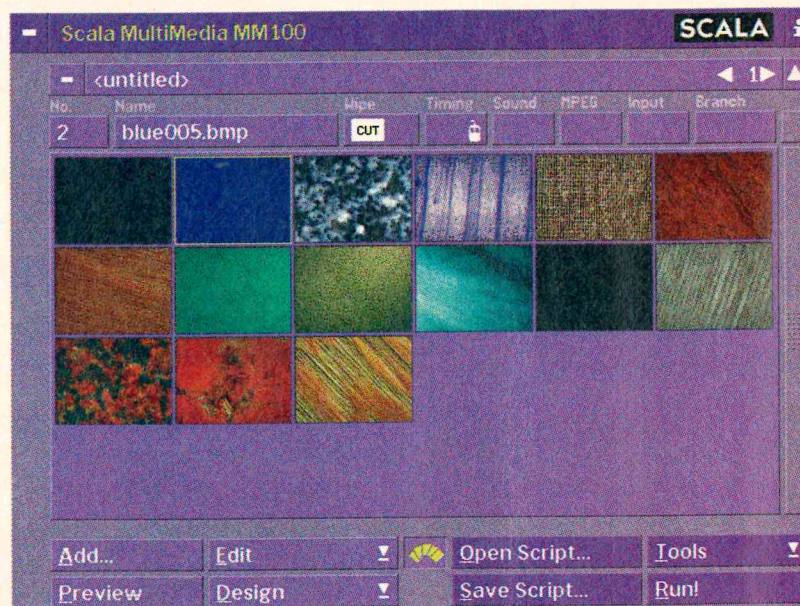 Scala MultiMedia MM100 SCALA
<untitled> 1
No. Name Wipe Timing Sound MPEG Input Branch
2 blue005.bmp CUT
Add... Edit Open Script... Tools
Preview Design Save Script... Run!